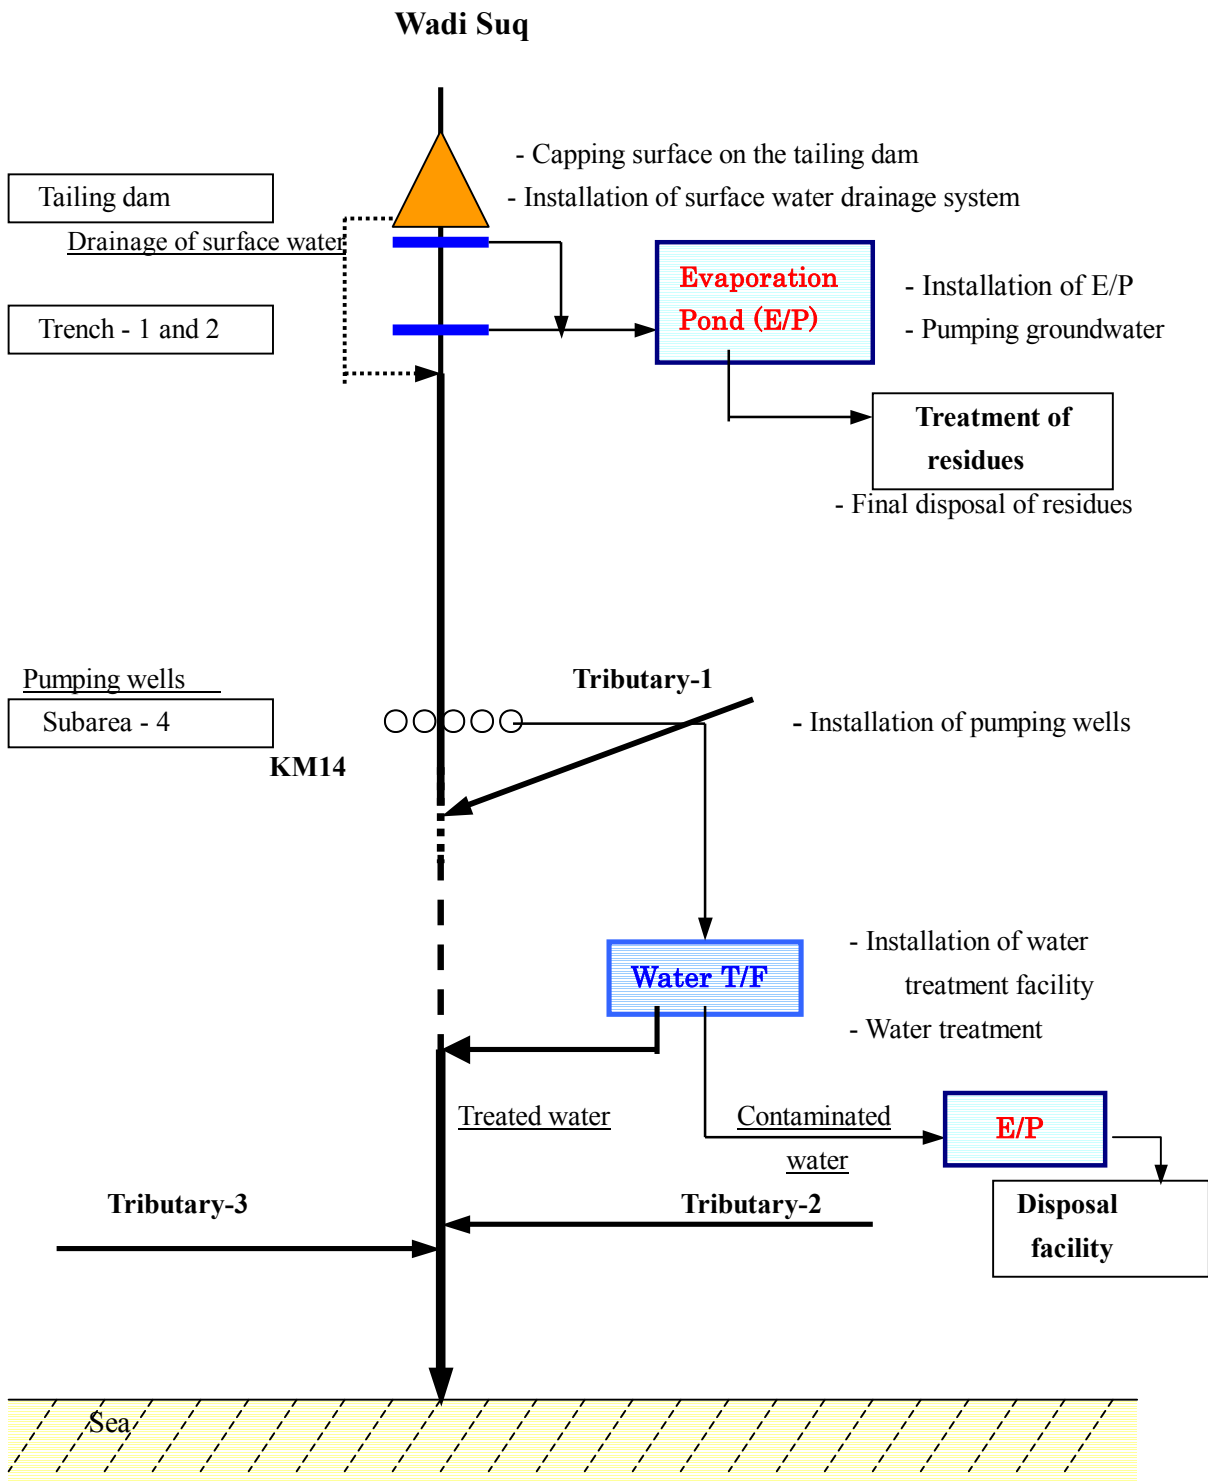 Wadi Suq
- Capping surface on the tailing dam
Tailing dam
- Installation of surface water drainage system
Drainage of surface water
Evaporation
Pond (E/P)
- Installation of E/P
Trench - 1 and 2
- Pumping groundwater
Treatment of
residues
- Final disposal of residues
Pumping wells
Tributary-1
Subarea - 4
- Installation of pumping wells
KM14
- Installation of water
treatment facility
Water T/F
- Water treatment
Treated water
Contaminated
water
E/P
Tributary-3
Tributary-2
Disposal
facility
Sea